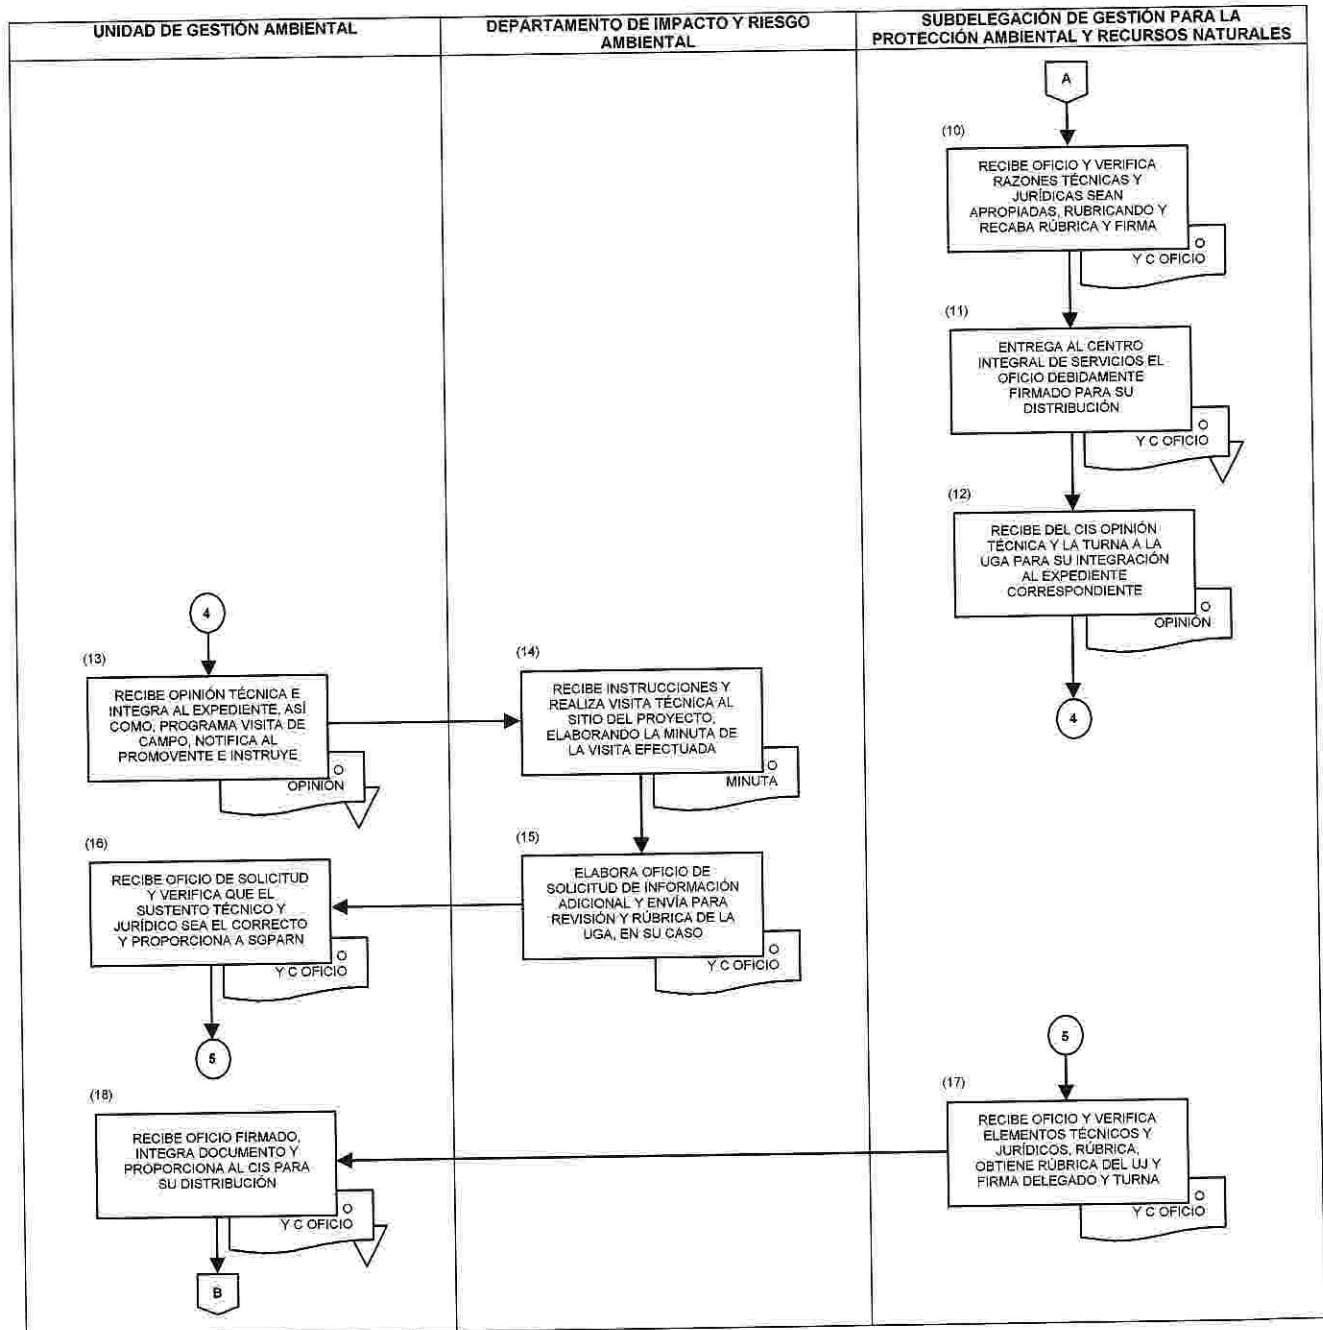 UNIDAD DE GESTIÓN AMBIENTAL
DEPARTAMENTO DE IMPACTO Y RIESGO
AMBIENTAL
SUBDELEGACIÓN DE GESTIÓN PARA LA
PROTECCIÓN AMBIENTAL Y RECURSOS NATURALES
A
(10)
RECIBE OFICIO Y VERIFICA
RAZONES TÉCNICAS Y
JURÍDICAS SEAN
APROPIADAS, RUBRICANDO Y
RECABA RÚBRICA Y FIRMA
O
Y C OFICIO
(11)
ENTREGA AL CENTRO
INTEGRAL DE SERVICIOS EL
OFICIO DEBIDAMENTE
FIRMADO PARA SU
DISTRIBUCIÓN
O
Y C OFICIO
(12)
RECIBE DEL CIS OPINIÓN
TÉCNICA Y LA TURNA A LA
UGA PARA SU INTEGRACIÓN
AL EXPEDIENTE
CORRESPONDIENTE
O
OPINIÓN
4
4
(13)
RECIBE OPINIÓN TÉCNICA E
INTEGRA AL EXPEDIENTE, ASÍ
COMO, PROGRAMA VISITA DE
CAMPO, NOTIFICA AL
PROMOVENTE E INSTRUYE
O
OPINIÓN
(14)
RECIBE INSTRUCCIONES Y
REALIZA VISITA TÉCNICA AL
SITIO DEL PROYECTO,
ELABORANDO LA MINUTA DE
LA VISITA EFECTUADA
O
MINUTA
(15)
ELABORA OFICIO DE
SOLICITUD DE INFORMACIÓN
ADICIONAL Y ENVÍA PARA
REVISIÓN Y RÚBRICA DE LA
UGA, EN SU CASO
O
Y C OFICIO
(16)
RECIBE OFICIO DE SOLICITUD
Y VERIFICA QUE EL
SUSTENTO TÉCNICO Y
JURÍDICO SEA EL CORRECTO
Y PROPORCIONA A SGPARN
O
Y C OFICIO
5
5
(17)
RECIBE OFICIO Y VERIFICA
ELEMENTOS TÉCNICOS Y
JURÍDICOS, RÚBRICA,
OBTIENE RÚBRICA DEL UJ Y
FIRMA DELEGADO Y TURNA
O
Y C OFICIO
(18)
RECIBE OFICIO FIRMADO,
INTEGRA DOCUMENTO Y
PROPORCIONA AL CIS PARA
SU DISTRIBUCIÓN
O
Y C OFICIO
B